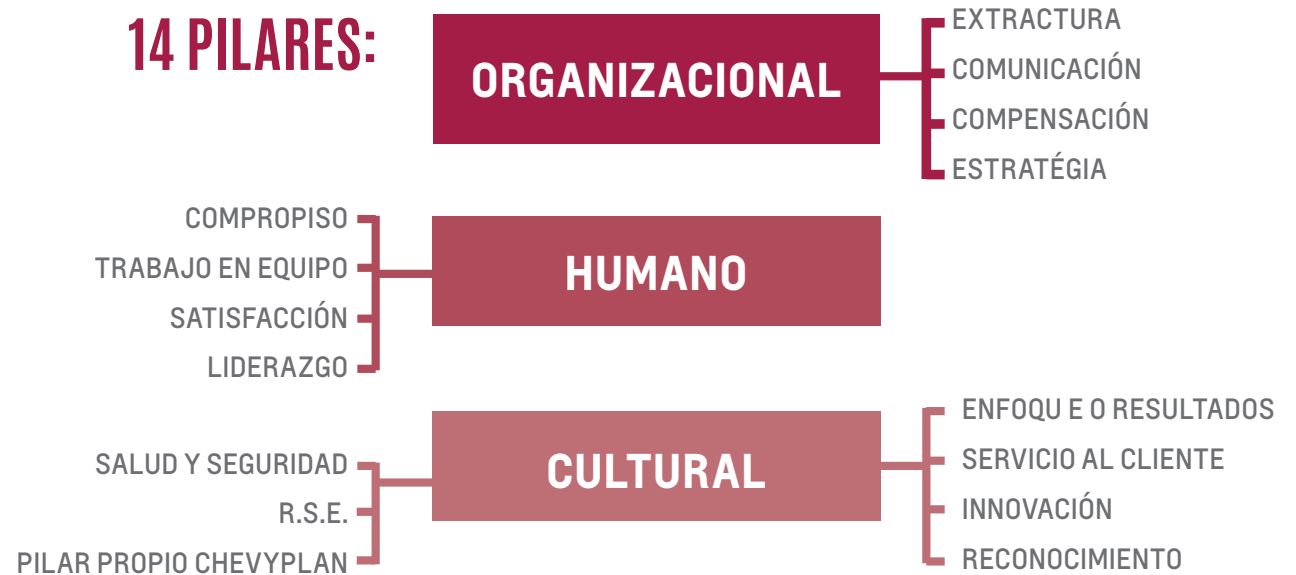 14 PILARES:
ORGANIZACIONAL
EXTRACTURA
COMUNICACIÓN
COMPENSACIÓN
ESTRATÉGIA
COMPROPISO
TRABAJO EN EQUIPO
SATISFACCIÓN
LIDERAZGO
HUMANO
SALUD Y SEGURIDAD
R.S.E.
PILAR PROPIO CHEVYPLAN
CULTURAL
ENFOQU E O RESULTADOS
SERVICIO AL CLIENTE
INNOVACIÓN
RECONOCIMIENTO